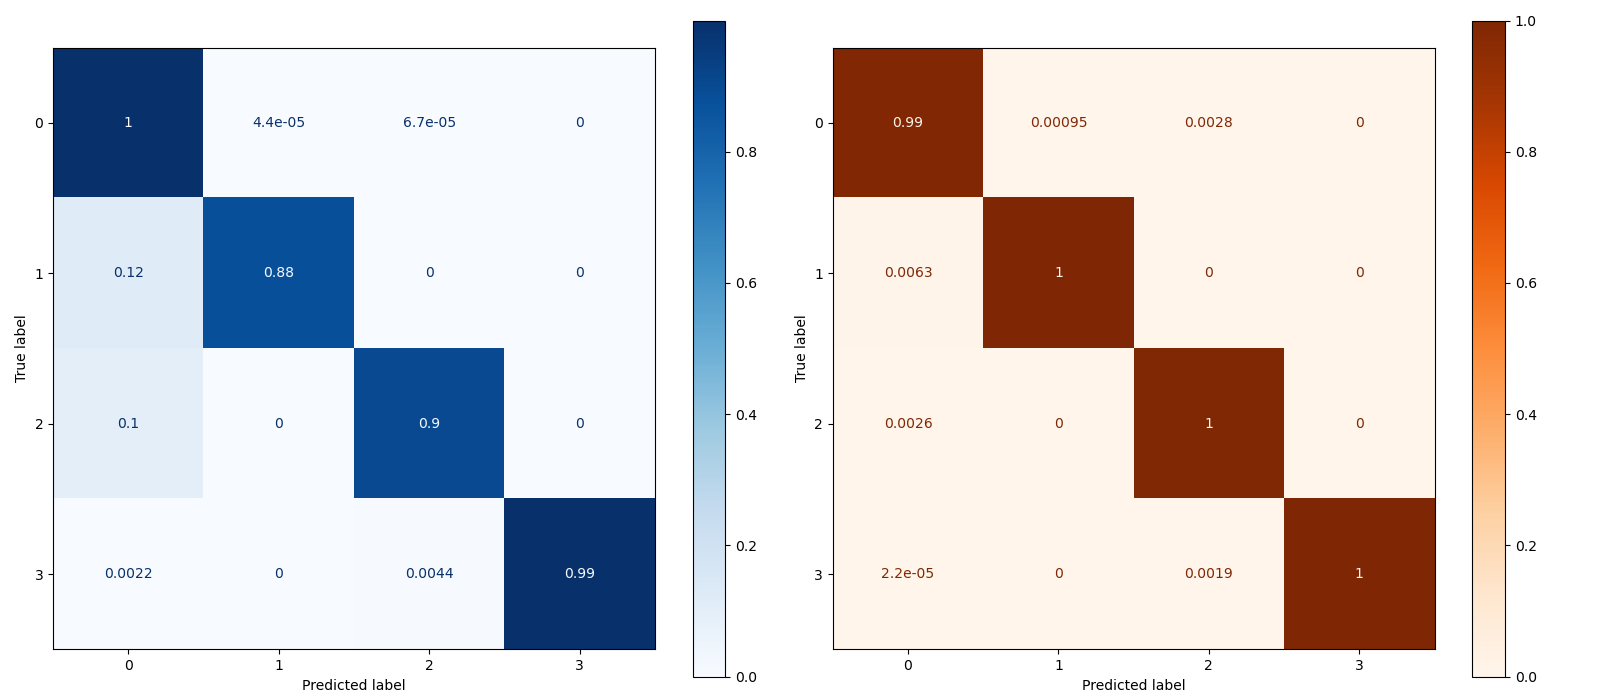 0 1 4.4e-05 6.7e-05 0
1 0.12 0.88 0 0
2 0.1 0 0.9 0
3 0.0022 0 0.0044 0.99
0 1 2 3
True label
Predicted label
0.8
0.6
0.4
0.2
0.0
0 0.99 0.00095 0.0028 0
1 0.0063 1 0 0
2 0.0026 0 1 0
3 2.2e-05 0 0.0019 1
0 1 2 3
True label
Predicted label
1.0
0.8
0.6
0.4
0.2
0.0